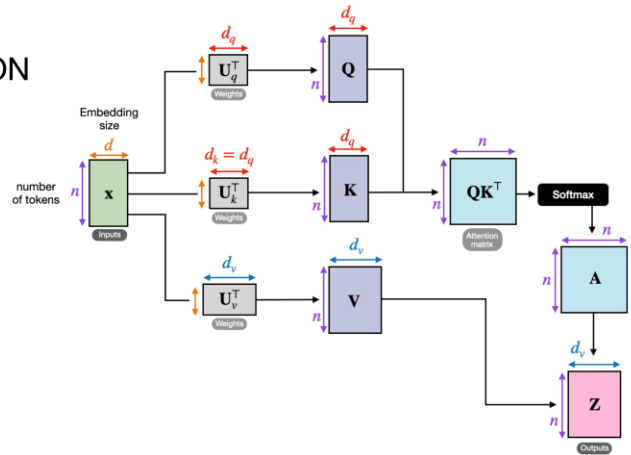 ON
d_q
d_q
U_q^⊤
Weights
n
Q
Embedding
size
d
number
of tokens
n
x
Inputs
d_k = d_q
U_k^⊤
Weights
d_q
n
K
n
n
QK^⊤
Attention
matrix
Softmax
n
n
A
d_v
U_v^⊤
Weights
d_v
n
V
d_v
n
Z
Outputs